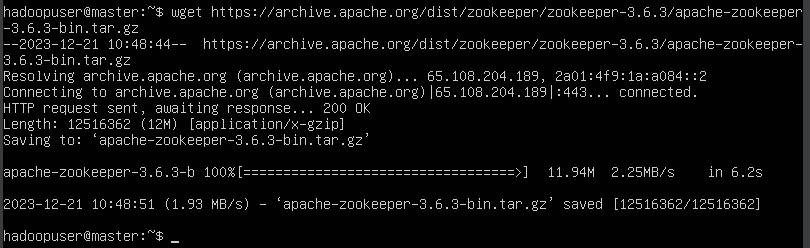 hadoopuser@master:~$ wget https://archive.apache.org/dist/zookeeper/zookeeper-3.6.3/apache-zookeeper
-3.6.3-bin.tar.gz
--2023-12-21 10:48:44--  https://archive.apache.org/dist/zookeeper/zookeeper-3.6.3/apache-zookeeper-
3.6.3-bin.tar.gz
Resolving archive.apache.org (archive.apache.org)... 65.108.204.189, 2a01:4f9:1a:a084::2
Connecting to archive.apache.org (archive.apache.org)|65.108.204.189|:443... connected.
HTTP request sent, awaiting response... 200 OK
Length: 12516362 (12M) [application/x-gzip]
Saving to: ‘apache-zookeeper-3.6.3-bin.tar.gz’
apache-zookeeper-3.6.3-b 100%[==================================>]  11.94M  2.25MB/s    in 6.2s
2023-12-21 10:48:51 (1.93 MB/s) - ‘apache-zookeeper-3.6.3-bin.tar.gz’ saved [12516362/12516362]
hadoopuser@master:~$ _